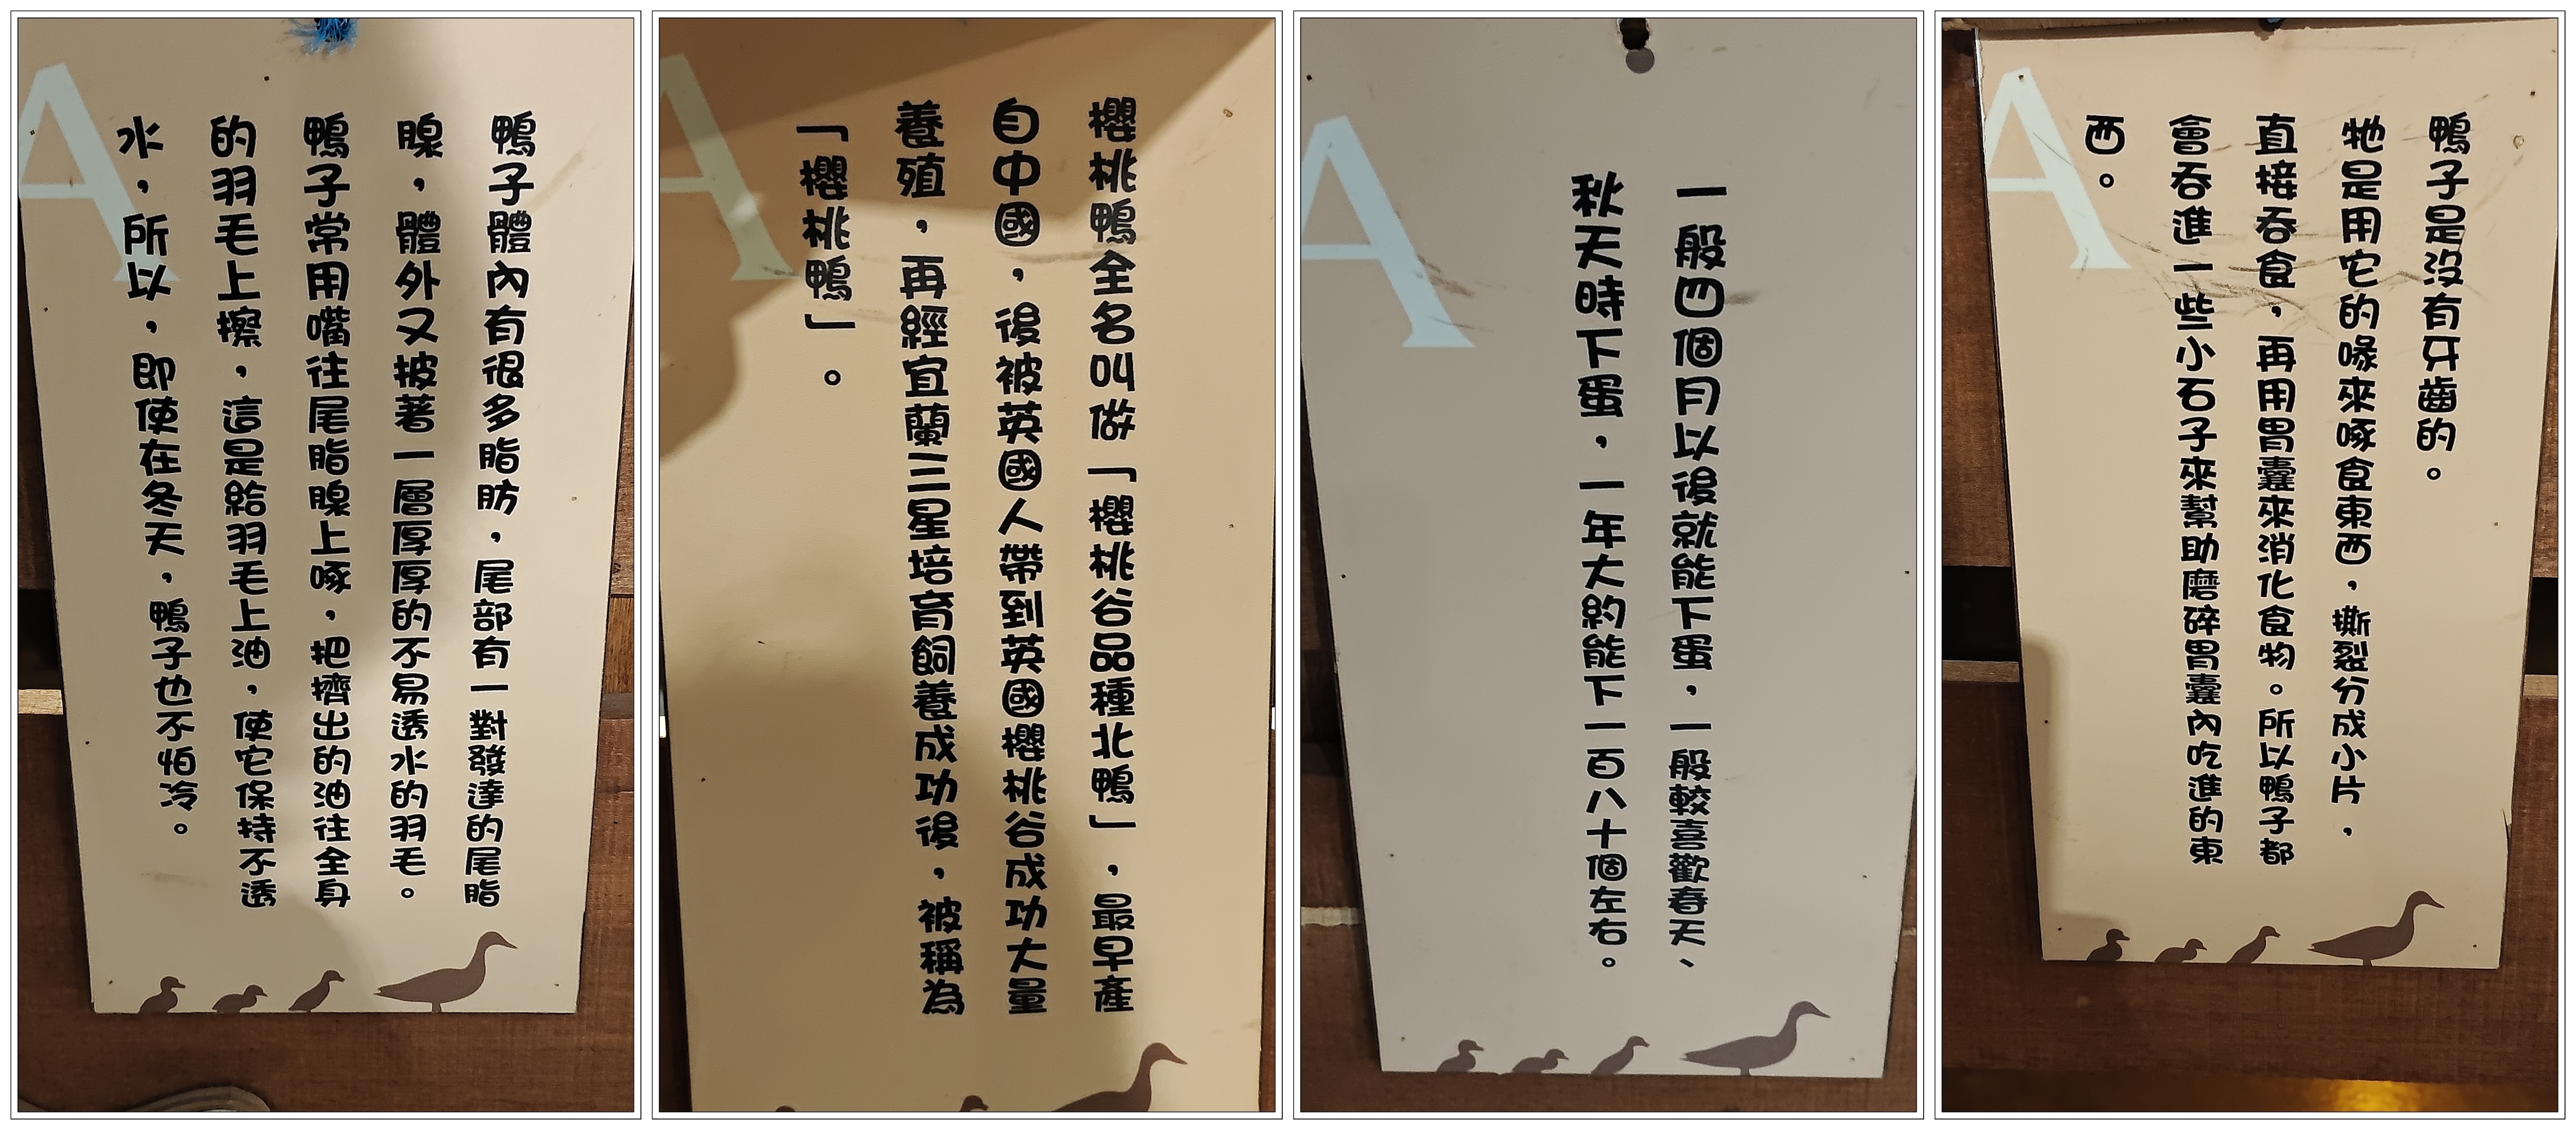 A
鴨子體內有很多脂肪，尾部有一對發達的尾脂
腺，體外又披著一層厚厚的不易透水的羽毛。
鴨子常用嘴往尾脂腺上啄，把擠出的油往全身
的羽毛上擦，這是給羽毛上油，使它保持不透
水，所以，即使在冬天，鴨子也不怕冷。
A
櫻桃鴨全名叫做「櫻桃谷品種北鴨」，最早產
自中國，後被英國人帶到英國櫻桃谷成功大量
養殖，再經宜蘭三星培育飼養成功後，被稱為
「櫻桃鴨」。
A
一般四個月以後就能下蛋，一般較喜歡春天、
秋天時下蛋，一年大約能下一百八十個左右。
A
鴨子是沒有牙齒的。
牠是用它的喙來啄食東西，撕裂分成小片，
直接吞食，再用胃囊來消化食物。所以鴨子都
會吞進一些小石子來幫助磨碎胃囊內吃進的東
西。